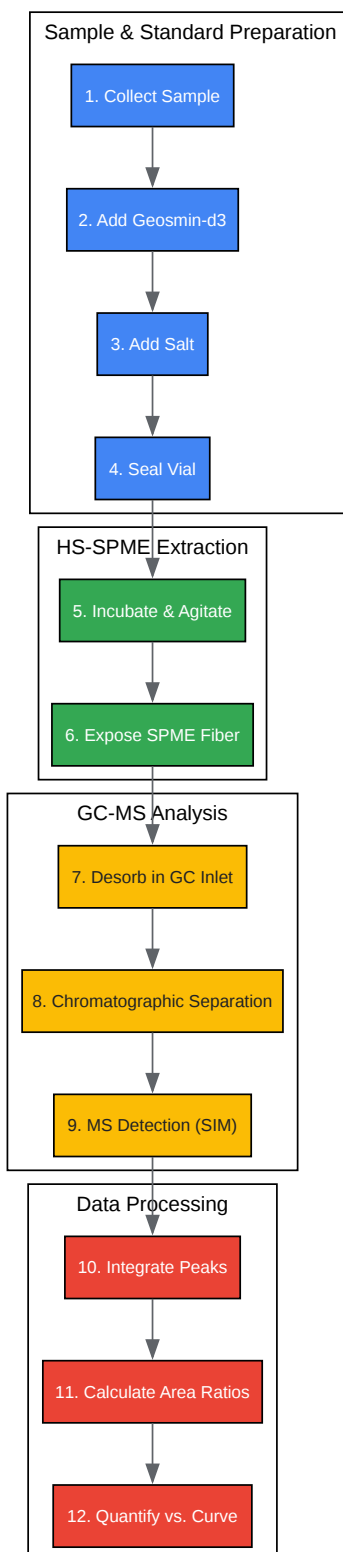 Sample & Standard Preparation
1. Collect Sample
2. Add Geosmin-d3
3. Add Salt
4. Seal Vial
HS-SPME Extraction
5. Incubate & Agitate
6. Expose SPME Fiber
GC-MS Analysis
7. Desorb in GC Inlet
8. Chromatographic Separation
9. MS Detection (SIM)
Data Processing
10. Integrate Peaks
11. Calculate Area Ratios
12. Quantify vs. Curve